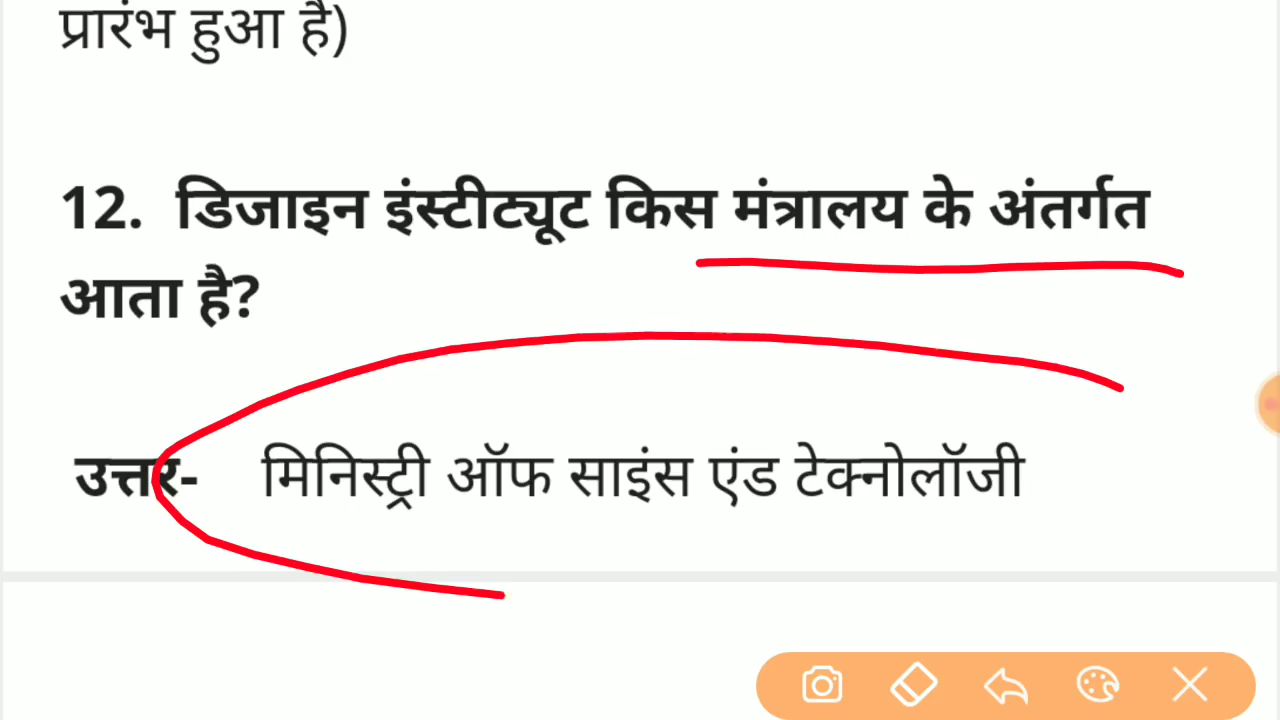 प्रारंभ हुआ है)
12. डिजाइन इंस्टीट्यूट किस मंत्रालय के अंतर्गत
आता है?
उत्तर- मिनिस्ट्री ऑफ साइंस एंड टेक्नोलॉजी